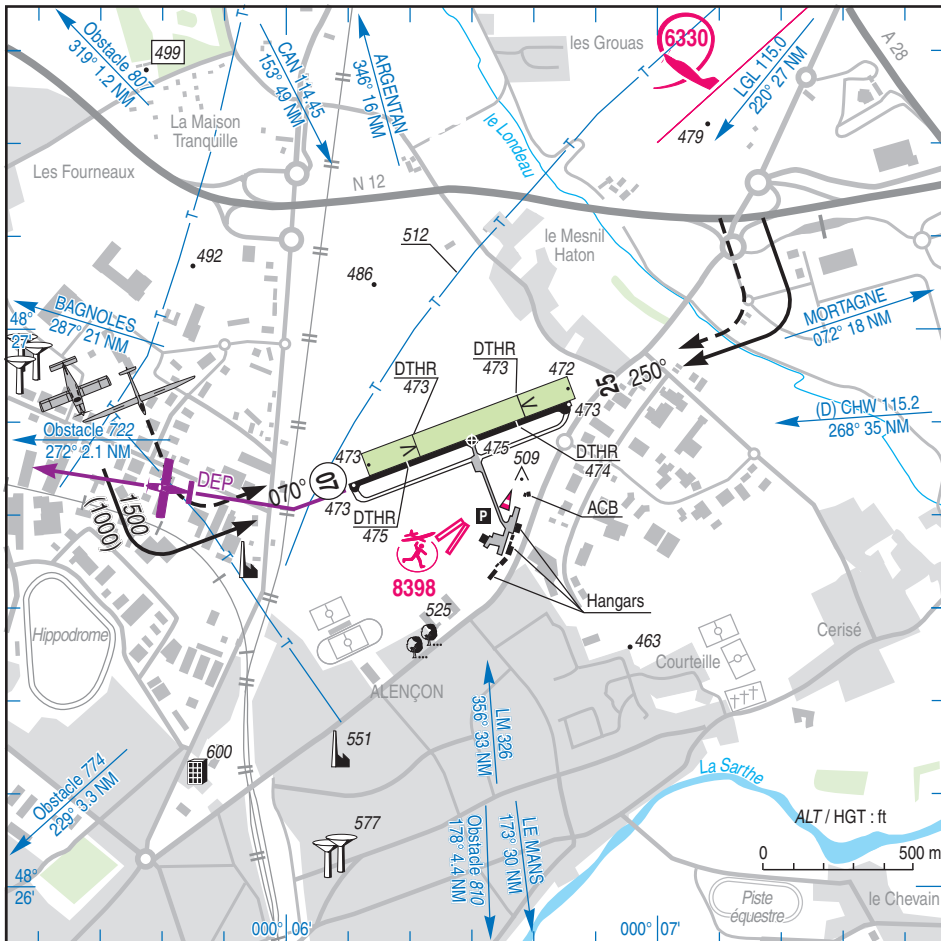 Obstacle 807
319° 1.2 NM
499
CAN 114.45
153° 49 NM
ARGENTAN
346° 16 NM
les Grouas
6330
LGL 115.0
220° 27 NM
A 28
479
La Maison
Tranquille
le Londeau
Les Fourneaux
N 12
512
492
486
le Mesnil
Haton
BAGNOLES
287° 21 NM
MORTAGNE
072° 18 NM
48°
27'
DTHR
473
DTHR
473
472
25
250°
473
(D) CHW 115.2
268° 35 NM
Obstacle 722
272° 2.1 NM
473
475
509
DTHR
474
DEP
070°
07
473
DTHR
475
P
ACB
1500
(1000)
8398
Hangars
525
Hippodrome
463
Courteille
Cerisé
ALENÇON
LM 326
356° 33 NM
600
551
La Sarthe
Obstacle 774
229° 3.3 NM
577
ALT / HGT : ft
LE MANS
173° 30 NM
Obstacle 810
178° 4.4 NM
0
500 m
48°
26'
Piste
équestre
le Chevain
000° 06'
000° 07'
T
T
T
T
T
T
T
T